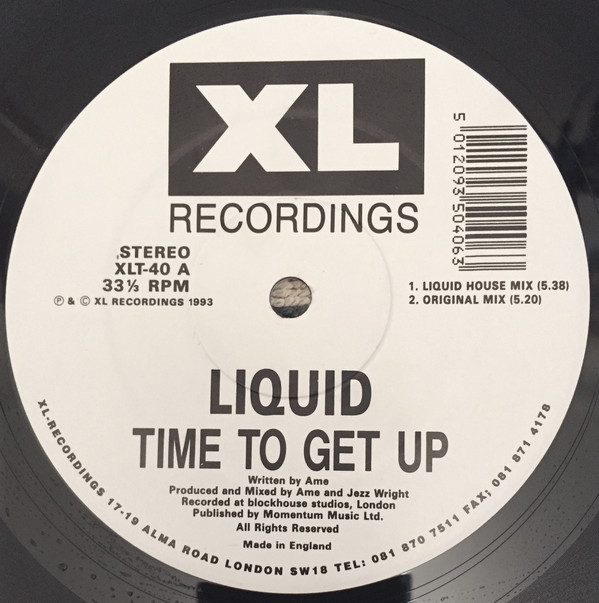 XL
RECORDINGS
5 012093 504063
STEREO
XLT-40 A
33⅓ RPM
℗ & © XL RECORDINGS 1993
1. LIQUID HOUSE MIX (5.38)
2. ORIGINAL MIX (5.20)
LIQUID
TIME TO GET UP
Written by Ame
Produced and Mixed by Ame and Jezz Wright
Recorded at blockhouse studios, London
Published by Momentum Music Ltd.
All Rights Reserved
Made in England
XL-RECORDINGS 17-19 ALMA ROAD LONDON SW18 TEL: 081 870 7511 FAX; 081 871 4178